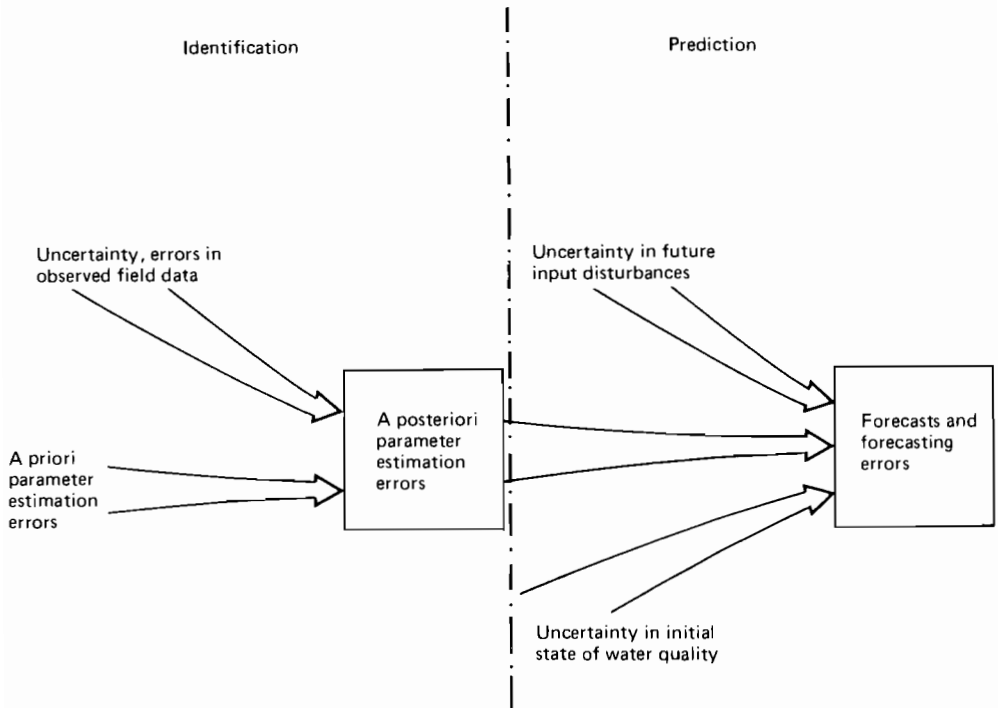 Identification
Prediction
Uncertainty, errors in
observed field data
Uncertainty in future
input disturbances
A posteriori
parameter
estimation
errors
Forecasts and
forecasting
errors
A priori
parameter
estimation
errors
Uncertainty in initial
state of water quality